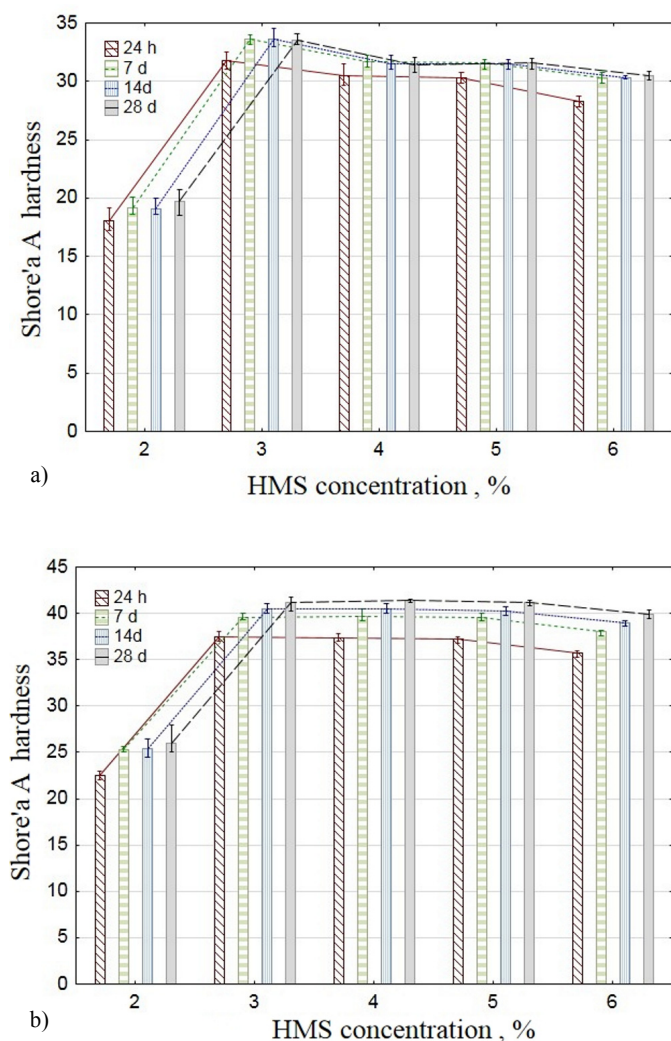 35
30
25
20
15
10
5
0
Shore'a A hardness
24 h
7 d
14d
28 d
2 3 4 5 6
a)
HMS concentration , %
45
40
35
30
25
20
15
10
5
0
Shore'a A hardness
24 h
7 d
14d
28 d
2 3 4 5 6
b)
HMS concentration, %